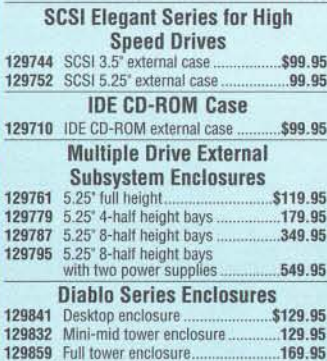 SCSI Elegant Series for High
Speed Drives
129744 SCSI 3.5" external case ................$99.95
129752 SCSI 5.25" external case ................99.95
IDE CD-ROM Case
129710 IDE CD-ROM external case ...........$99.95
Multiple Drive External
Subsystem Enclosures
129761 5.25" full height............................$119.95
129779 5.25" 4-half height bays ...............179.95
129787 5.25" 8-half height bays ...............349.95
129795 5.25" 8-half height bays
with two power supplies ...............549.95
Diablo Series Enclosures
129841 Desktop enclosure .....................$129.95
129832 Mini-mid tower enclosure ...........129.95
129859 Full tower enclosure....................169.95